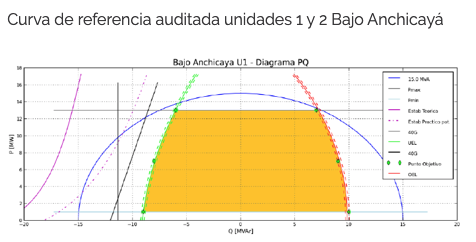 Curva de referencia auditada unidades 1 y 2 Bajo Anchicayá
Bajo Anchicaya U1 - Diagrama PQ
18
16
14
12
10
8
6
4
2
0
P [MW]
−20
−15
−10
−5
0
5
10
15
20
Q [MVAr]
15.0 MVA
Pmax
Pmin
Estab Teorico
Estab Practico pat
40G
UEL
40G
Punto Objetivo
OEL